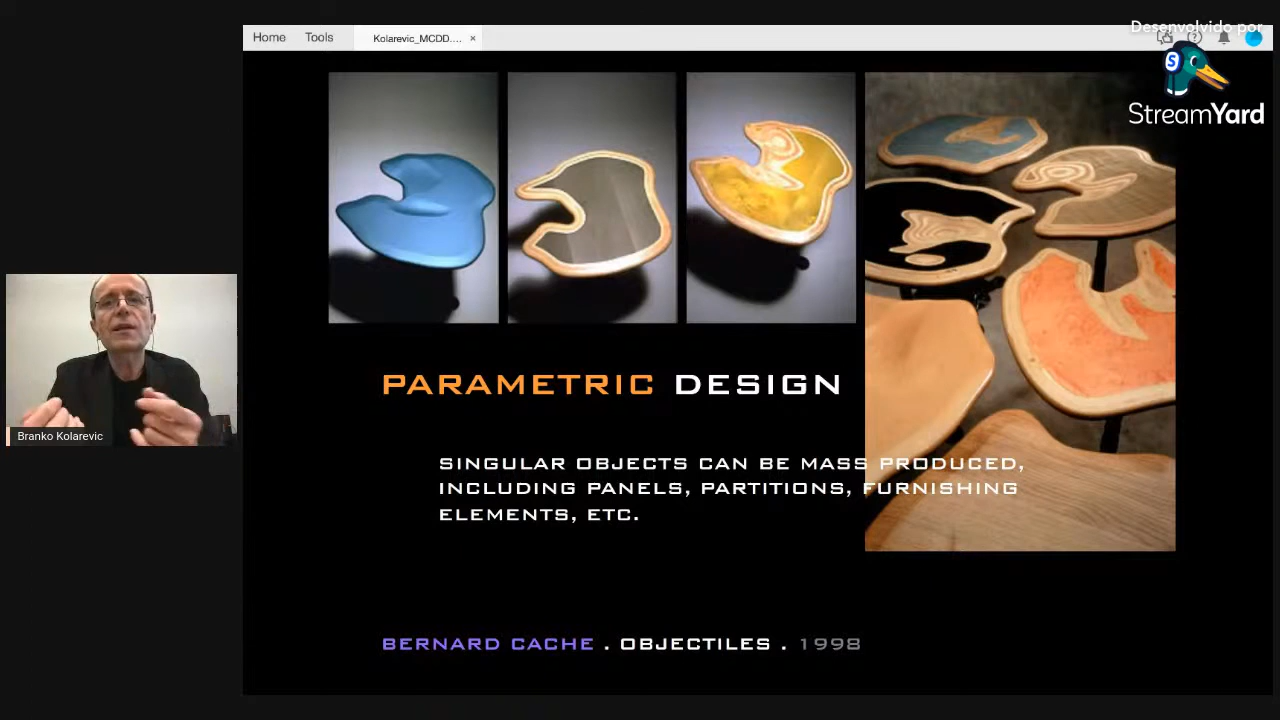 Home Tools Kolarevic_MCDD.... ×
Desenvolvido por
StreamYard
PARAMETRIC DESIGN
SINGULAR OBJECTS CAN BE MASS PRODUCED,
INCLUDING PANELS, PARTITIONS, FURNISHING
ELEMENTS, ETC.
Branko Kolarevic
BERNARD CACHE . OBJECTILES . 1998